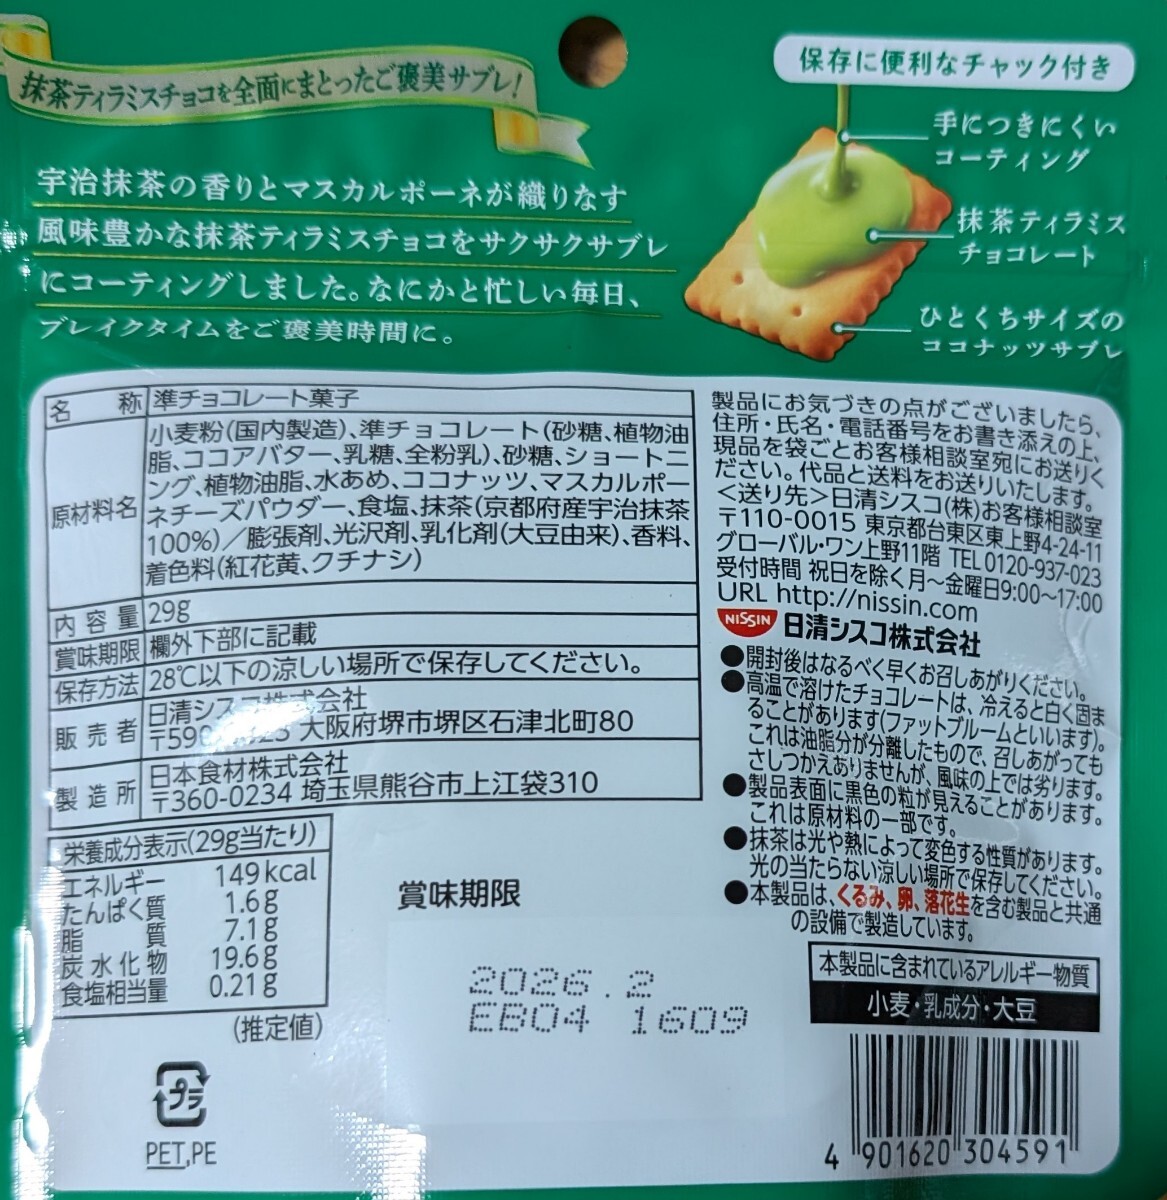 抹茶ティラミスチョコを全面にまとったご褒美サブレ!
宇治抹茶の香りとマスカルポーネが織りなす
風味豊かな抹茶ティラミスチョコをサクサクサブレ
にコーティングしました。なにかと忙しい毎日、
ブレイクタイムをご褒美時間に。
保存に便利なチャック付き
手につきにくい
コーティング
抹茶ティラミス
チョコレート
ひとくちサイズの
ココナッツサブレ
名 称 準チョコレート菓子
原材料名
小麦粉(国内製造)、準チョコレート(砂糖、植物油
脂、ココアバター、乳糖、全粉乳)、砂糖、ショートニ
ング、植物油脂、水あめ、ココナッツ、マスカルポー
ネチーズパウダー、食塩、抹茶(京都府産宇治抹茶
100%)／膨張剤、光沢剤、乳化剤(大豆由来)、香料、
着色料(紅花黄、クチナシ)
内 容 量 29g
賞味期限 欄外下部に記載
保存方法 28℃以下の涼しい場所で保存してください。
販 売 者 日清シスコ株式会社
大阪府堺市堺区石津北町80
製 造 所 日本食材株式会社
〒360-0234 埼玉県熊谷市上江袋310
栄養成分表示(29g当たり)
エネルギー 149kcal
たんぱく質 1.6g
脂 質 7.1g
炭水化物 19.6g
食塩相当量 0.21g
(推定値)
プラ
PET,PE
賞味期限
2026.2
EB04 1609
製品にお気づきの点がございましたら、
住所・氏名・電話番号をお書き添えの上、
現品を袋ごとお客様相談室宛にお送りく
ださい。代品と送料をお送りいたします。
＜送り先＞日清シスコ(株)お客様相談室
〒110-0015 東京都台東区東上野4-24-11
グローバル・ワン上野11階 TEL 0120-937-023
受付時間 祝日を除く月〜金曜日9:00〜17:00
URL http://nissin.com
NISSIN 日清シスコ株式会社
●開封後はなるべく早くお召しあがりください。
●高温で溶けたチョコレートは、冷えると白く固ま
ることがあります(ファットブルームといいます)。
これは油脂分が分離したもので、召しあがっても
さしつかえありませんが、風味の上では劣ります。
●製品表面に黒色の粒が見えることがあります。
これは原材料の一部です。
●抹茶は光や熱によって変色する性質があります。
光の当たらない涼しい場所で保存してください。
●本製品は、くるみ、卵、落花生を含む製品と共通
の設備で製造しています。
本製品に含まれているアレルギー物質
小麦・乳成分・大豆
4 901620 304591